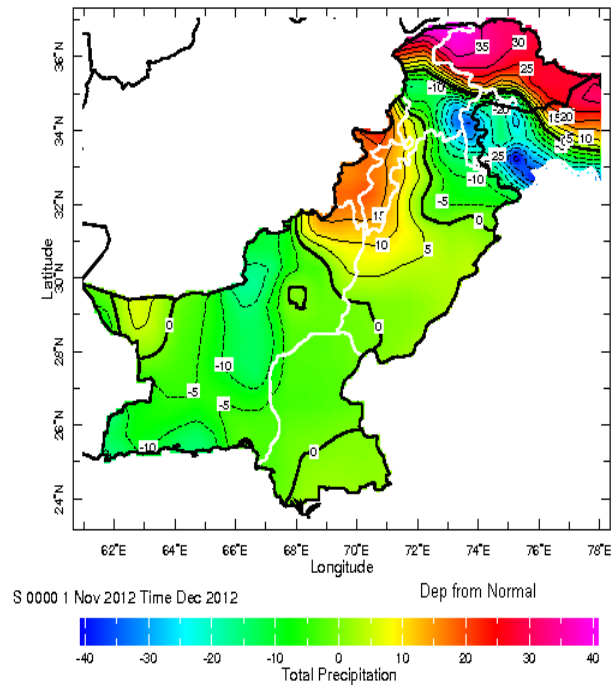 36°N
34°N
32°N
30°N
28°N
26°N
24°N
Latitude
35
30
25
-10
-20
15
20
5
10
-5
25
-10
-5
0
15
10
5
0
0
-10
-5
-5
0
-10
62°E 64°E 66°E 68°E 70°E 72°E 74°E 76°E 78°E
Longitude
S 0000 1 Nov 2012 Time Dec 2012
Dep from Normal
-40 -30 -20 -10 0 10 20 30 40
Total Precipitation